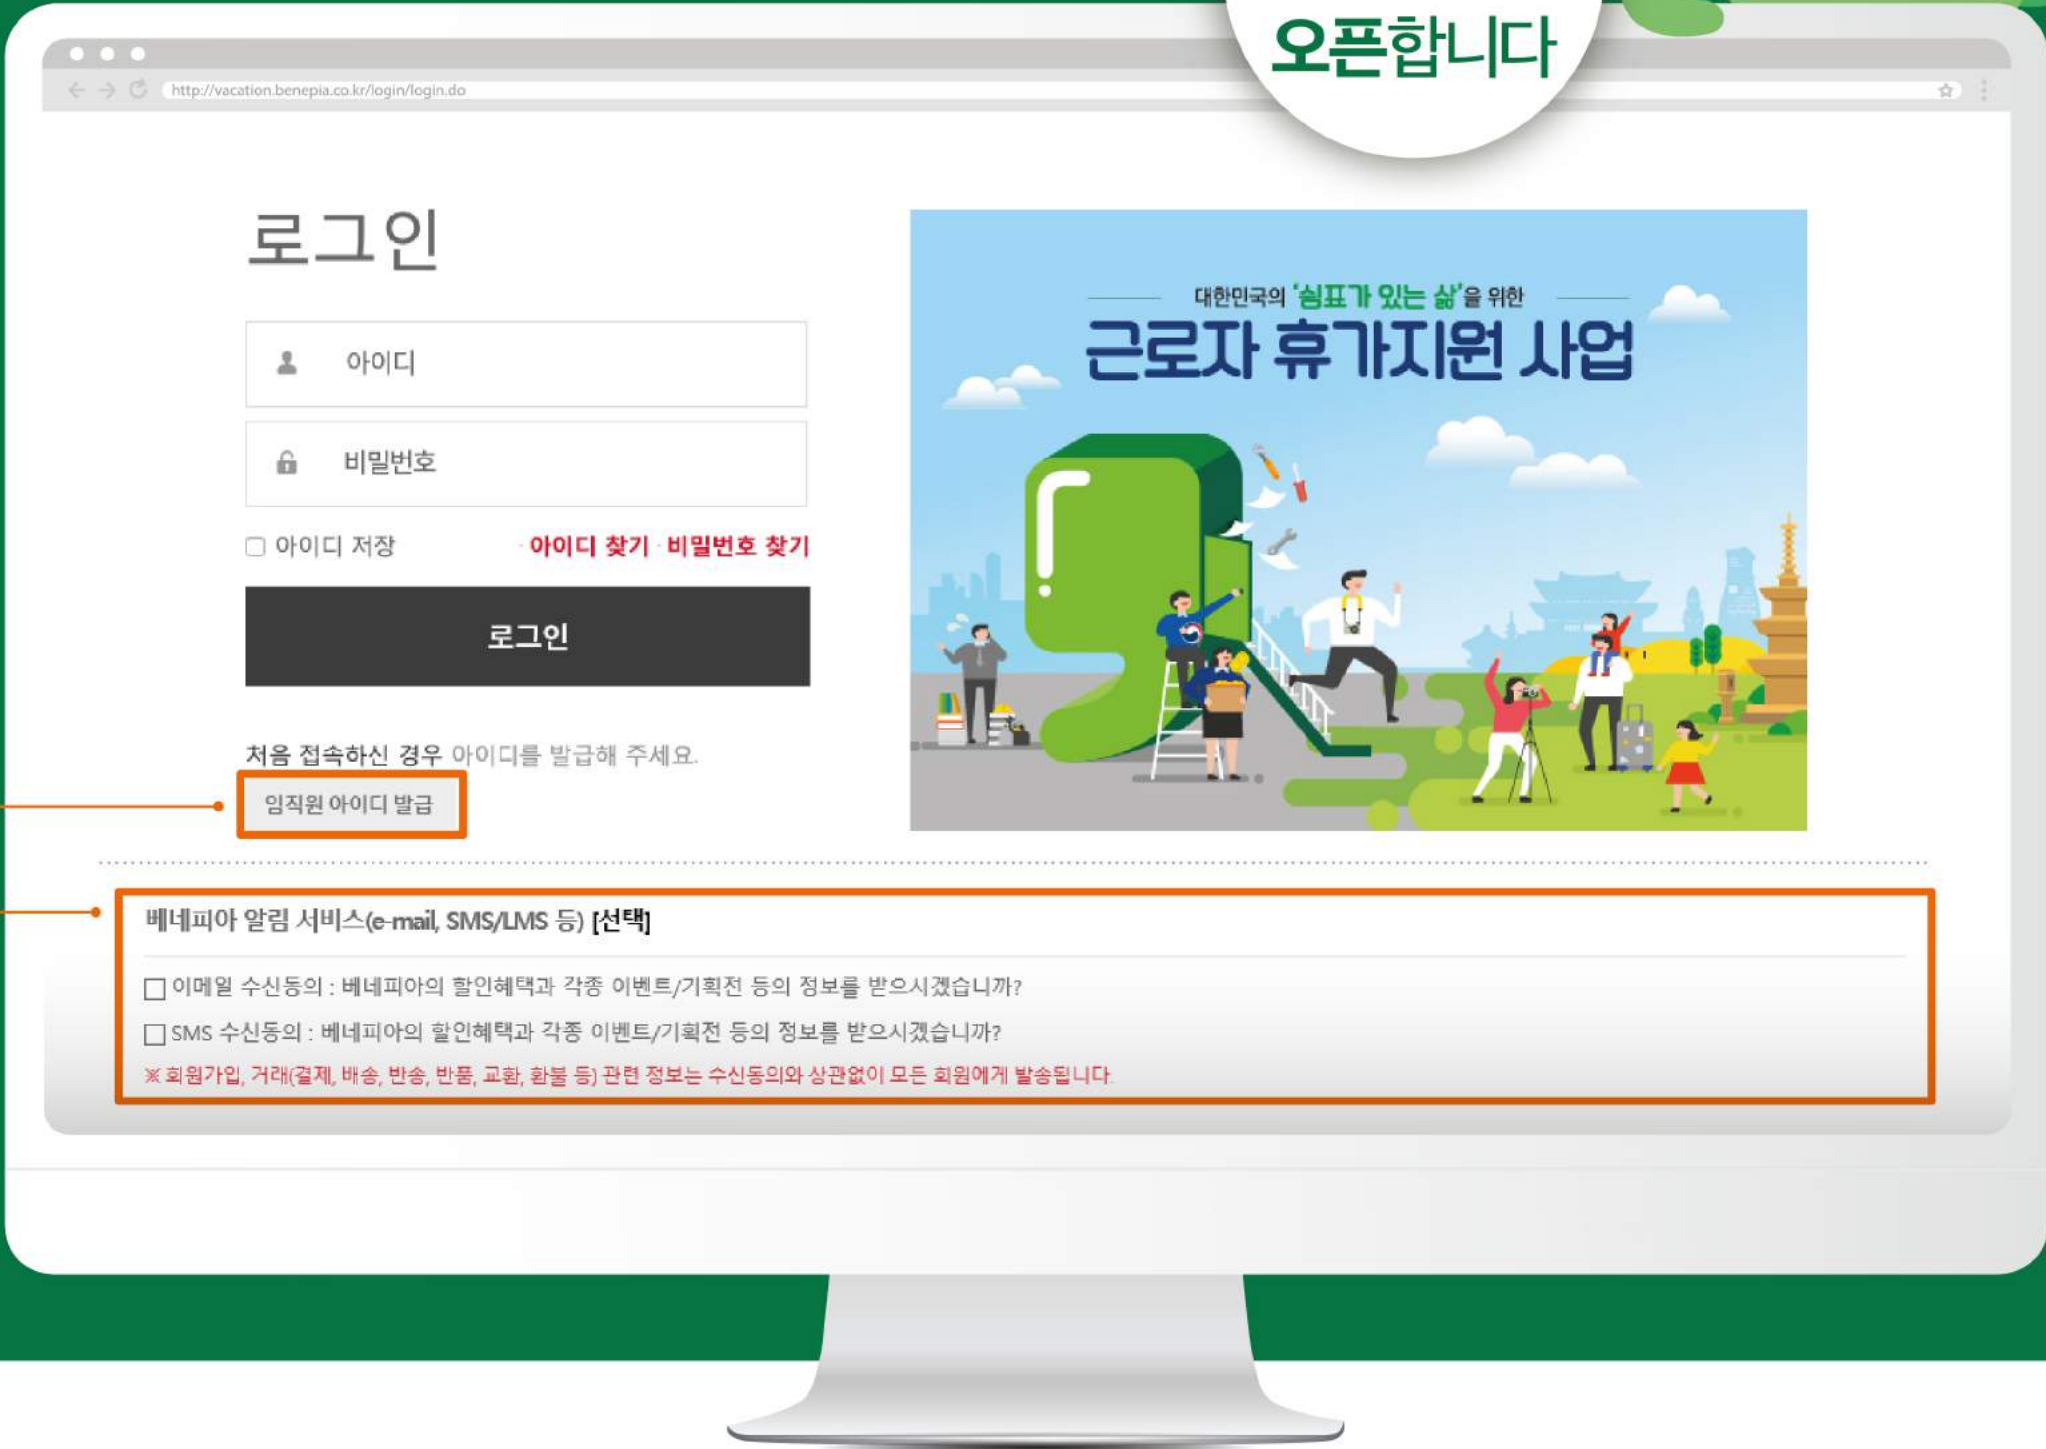 오픈합니다
http://vacation.benepia.co.kr/login/login.do
로그인
아이디
비밀번호
아이디 저장 · 아이디 찾기 · 비밀번호 찾기
로그인
처음 접속하신 경우 아이디를 발급해 주세요.
임직원 아이디 발급
대한민국의 '쉼표가 있는 삶'을 위한
근로자 휴가지원 사업
베네피아 알림 서비스(e-mail, SMS/LMS 등) [선택]
이메일 수신동의 : 베네피아의 할인혜택과 각종 이벤트/기획전 등의 정보를 받으시겠습니까?
SMS 수신동의 : 베네피아의 할인혜택과 각종 이벤트/기획전 등의 정보를 받으시겠습니까?
※ 회원가입, 거래(결제, 배송, 반송, 반품, 교환, 환불 등) 관련 정보는 수신동의와 상관없이 모든 회원에게 발송됩니다.